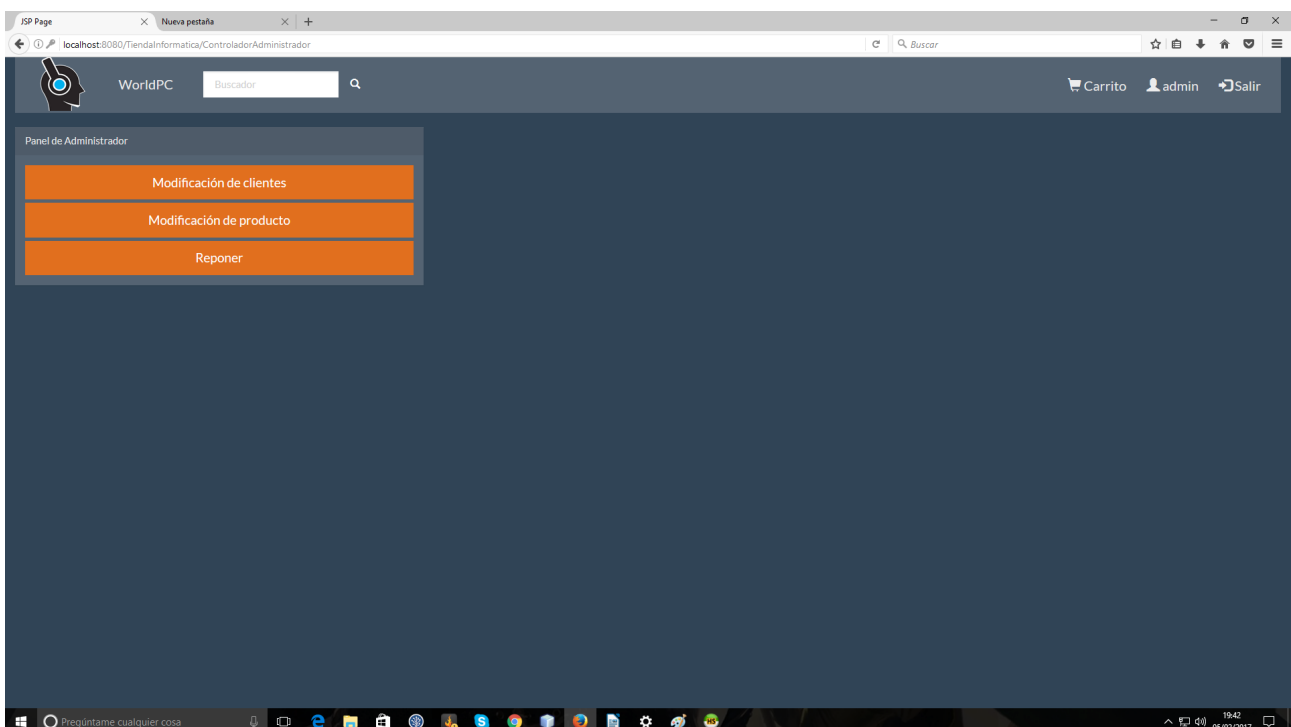 JSP Page
Nueva pestaña
localhost:8080/TiendaInformatica/ControladorAdministrador
Buscar
WorldPC
Buscador
Carrito
admin
Salir
Panel de Administrador
Modificación de clientes
Modificación de producto
Reponer
Pregúntame cualquier cosa
19:42